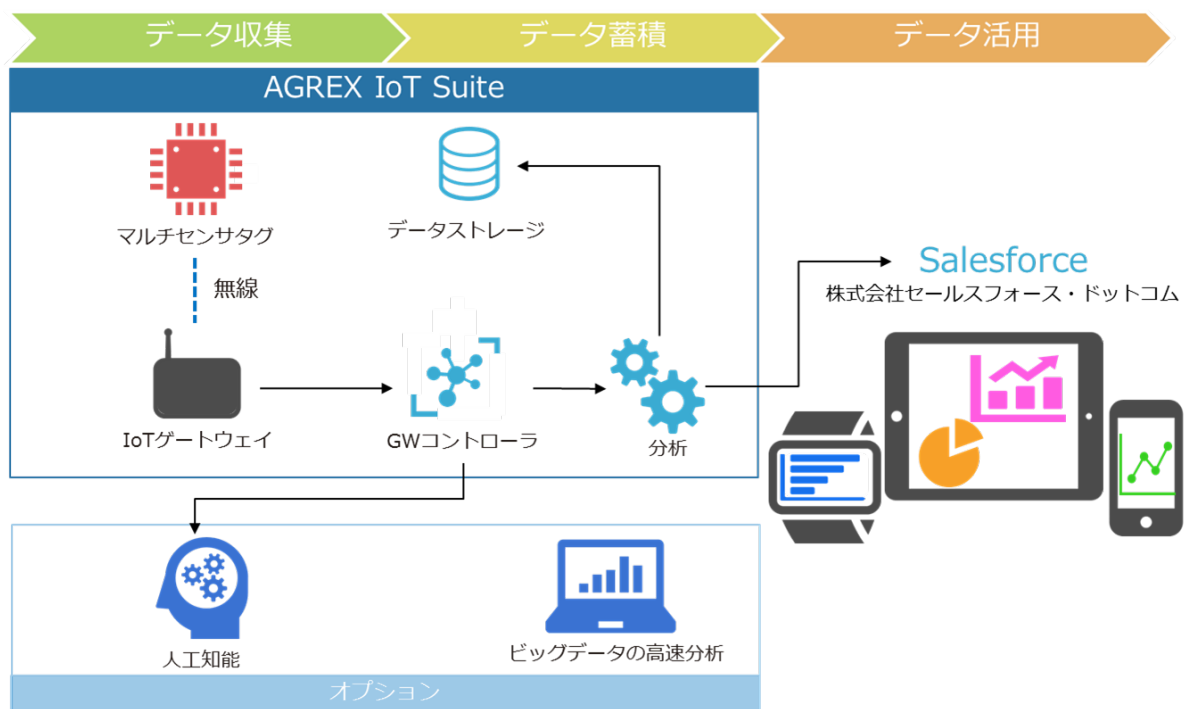 データ収集
データ蓄積
データ活用
AGREX IoT Suite
マルチセンサタグ
データストレージ
無線
Salesforce
株式会社セールスフォース・ドットコム
IoTゲートウェイ
GWコントローラ
分析
人工知能
ビッグデータの高速分析
オプション